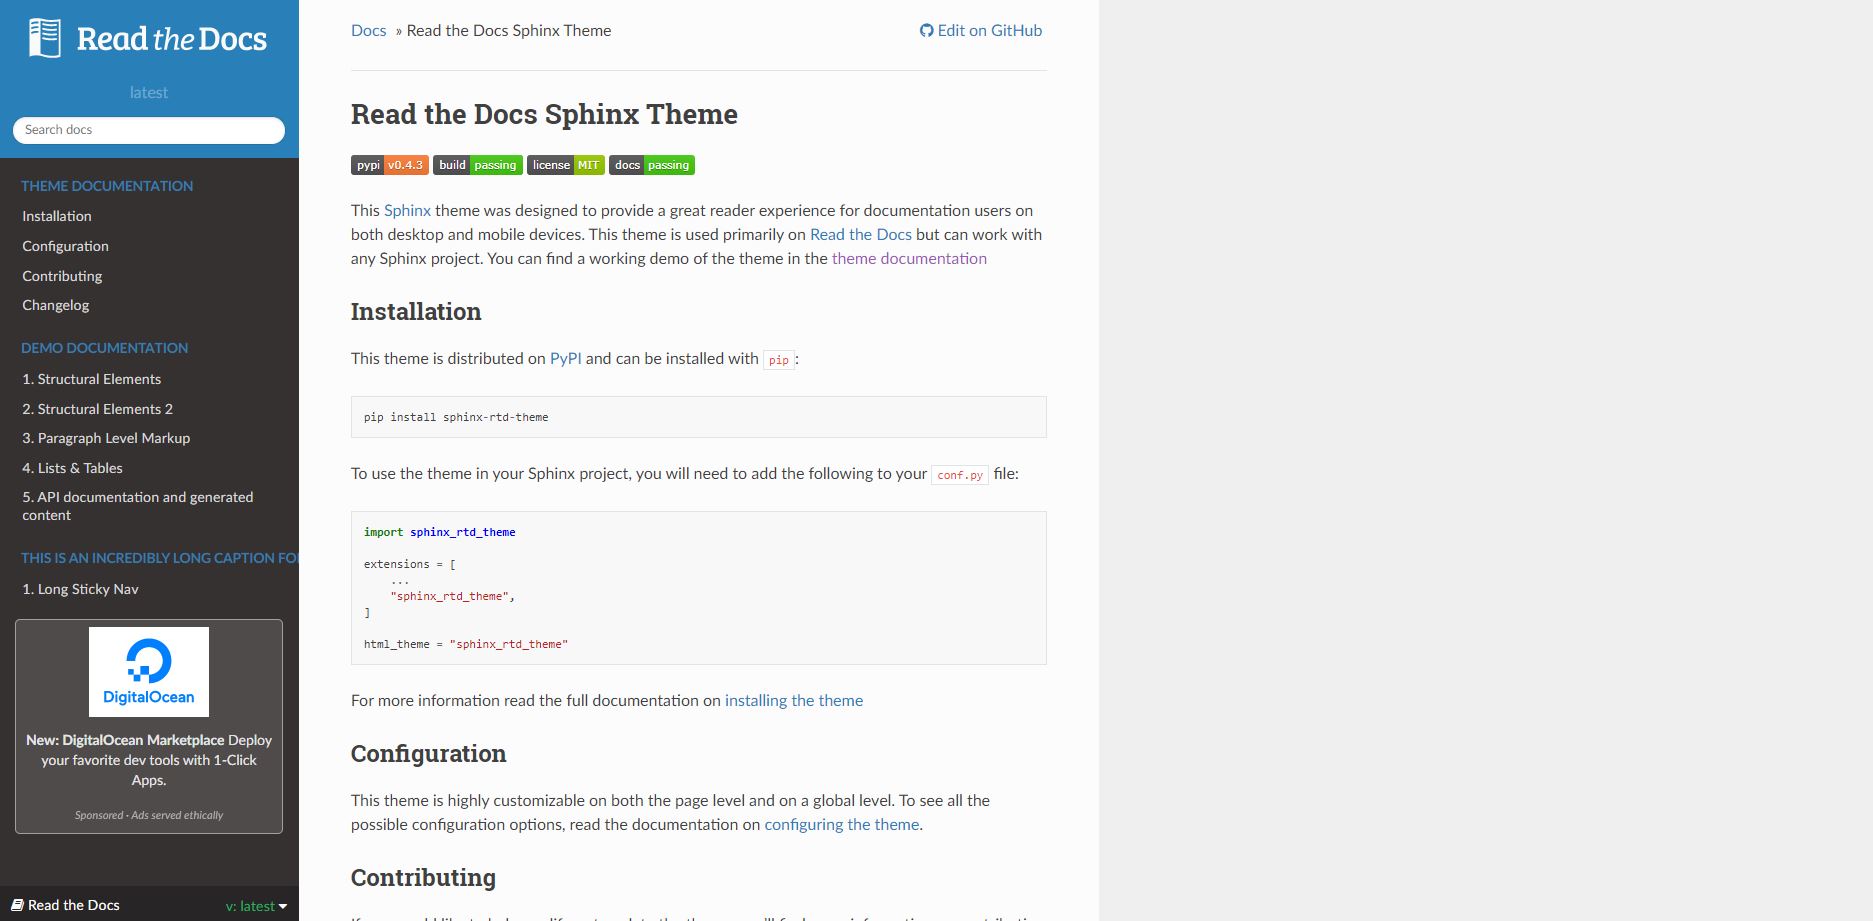 Read the Docs
latest
Search docs
THEME DOCUMENTATION
Installation
Configuration
Contributing
Changelog
DEMO DOCUMENTATION
1. Structural Elements
2. Structural Elements 2
3. Paragraph Level Markup
4. Lists & Tables
5. API documentation and generated
content
THIS IS AN INCREDIBLY LONG CAPTION FO
1. Long Sticky Nav
DigitalOcean
New: DigitalOcean Marketplace Deploy
your favorite dev tools with 1-Click
Apps.
Sponsored · Ads served ethically
Read the Docs
v: latest
Docs » Read the Docs Sphinx Theme
Edit on GitHub
Read the Docs Sphinx Theme
pypi v0.4.3 build passing license MIT docs passing
This Sphinx theme was designed to provide a great reader experience for documentation users on
both desktop and mobile devices. This theme is used primarily on Read the Docs but can work with
any Sphinx project. You can find a working demo of the theme in the theme documentation
Installation
This theme is distributed on PyPI and can be installed with pip:
pip install sphinx-rtd-theme
To use the theme in your Sphinx project, you will need to add the following to your conf.py file:
import sphinx_rtd_theme
extensions = [
...
"sphinx_rtd_theme",
]
html_theme = "sphinx_rtd_theme"
For more information read the full documentation on installing the theme
Configuration
This theme is highly customizable on both the page level and on a global level. To see all the
possible configuration options, read the documentation on configuring the theme.
Contributing